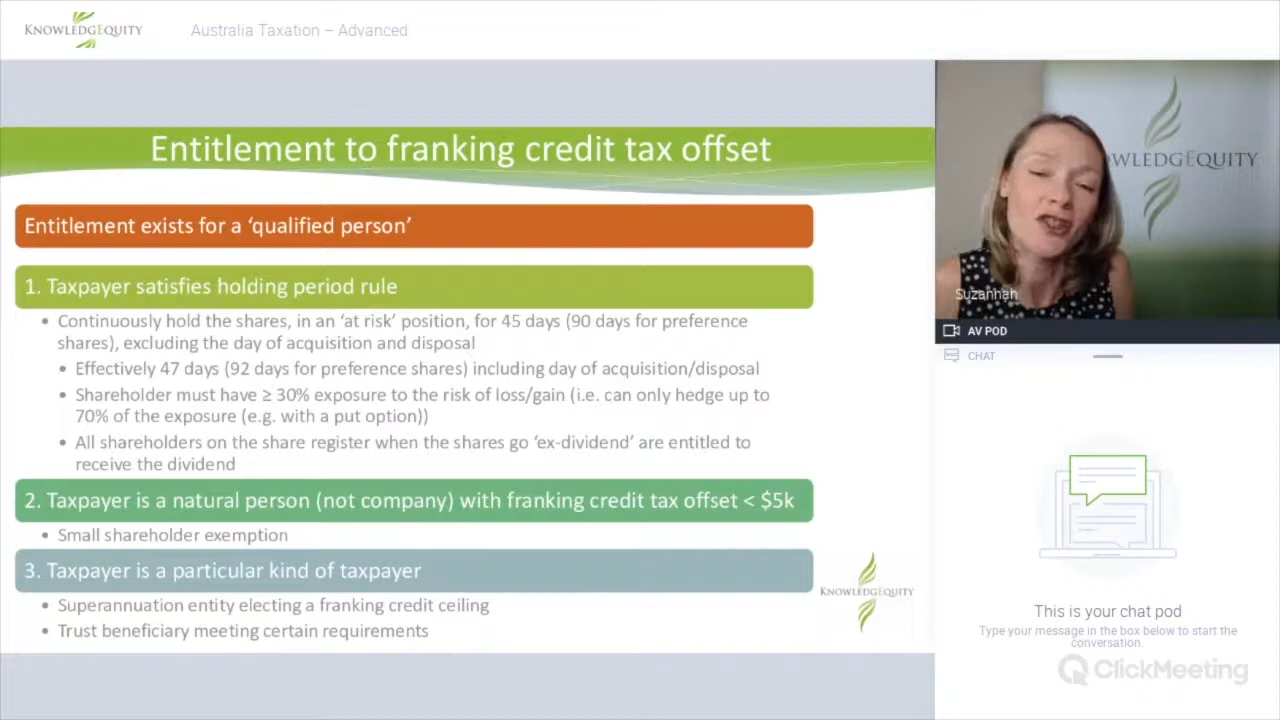 KNOWLEDGEQUITY
Australia Taxation – Advanced
Entitlement to franking credit tax offset
Entitlement exists for a ‘qualified person’
1. Taxpayer satisfies holding period rule
• Continuously hold the shares, in an ‘at risk’ position, for 45 days (90 days for preference
shares), excluding the day of acquisition and disposal
• Effectively 47 days (92 days for preference shares) including day of acquisition/disposal
• Shareholder must have ≥ 30% exposure to the risk of loss/gain (i.e. can only hedge up to
70% of the exposure (e.g. with a put option))
• All shareholders on the share register when the shares go ‘ex-dividend’ are entitled to
receive the dividend
2. Taxpayer is a natural person (not company) with franking credit tax offset < $5k
• Small shareholder exemption
3. Taxpayer is a particular kind of taxpayer
• Superannuation entity electing a franking credit ceiling
• Trust beneficiary meeting certain requirements
KNOWLEDGEQUITY
OWLEDGEQUITY
Suzannah
AV POD
CHAT
This is your chat pod
Type your message in the box below to start the
conversation.
ClickMeeting